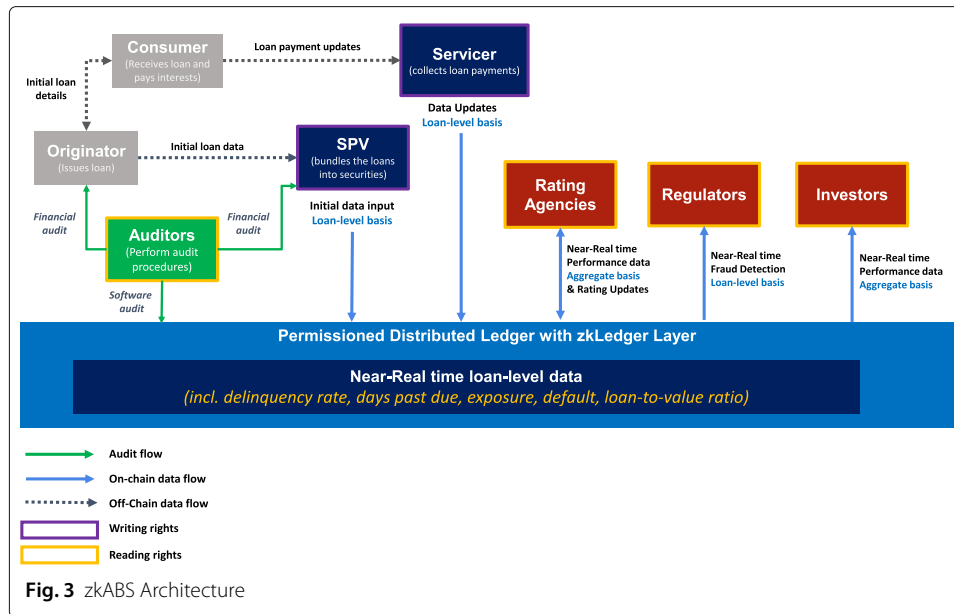 Consumer
(Receives loan and
pays interests)
Loan payment updates
Servicer
(collects loan payments)
Initial loan
details
Data Updates
Loan-level basis
Originator
(Issues loan)
Initial loan data
SPV
(bundles the loans
into securities)
Rating
Agencies
Regulators
Investors
Financial
audit
Auditors
(Perform audit
procedures)
Financial
audit
Initial data input
Loan-level basis
Near-Real time
Performance data
Aggregate basis
& Rating Updates
Near-Real time
Fraud Detection
Loan-level basis
Near-Real time
Performance data
Aggregate basis
Software
audit
Permissioned Distributed Ledger with zkLedger Layer
Near-Real time loan-level data
(incl. delinquency rate, days past due, exposure, default, loan-to-value ratio)
Audit flow
On-chain data flow
Off-Chain data flow
Writing rights
Reading rights
Fig. 3 zkABS Architecture